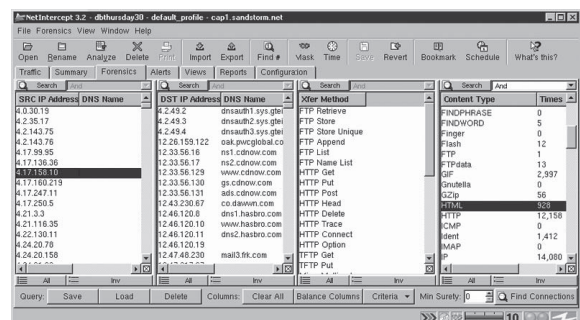 NetIntercept 3.2 - dbthursday30 - default_profile - cap1.sandstorm.net
File Forensics View Window Help
Open Rename Analyze Delete Print Import Export Find # Mask Time Save Revert Bookmark Schedule What's this?
Traffic Summary Forensics Alerts Views Reports Configuration
Search And Search And Search And Search And
SRC IP Address DNS Name
4.0.30.19
4.2.35.17
4.2.143.75
4.2.143.76
4.17.99.95
4.17.136.36
4.17.158.10
4.17.160.219
4.17.247.11
4.17.250.5
4.21.3.3
4.21.116.35
4.22.130.11
4.24.20.78
4.24.20.158
DST IP Address DNS Name
4.2.49.2 dnsauth1.sys.gtei
4.2.49.3 dnsauth2.sys.gtei
4.2.49.4 dnsauth3.sys.gtei
12.26.159.122 oak.pwcglobal.co
12.33.56.16 ns1.cdnow.com
12.33.56.17 ns2.cdnow.com
12.33.56.129 www.cdnow.com
12.33.56.130 gs.cdnow.com
12.33.56.131 ads.cdnow.com
12.43.230.67 co.dawwn.com
12.46.120.8 dns1.hasbro.com
12.46.120.10 www.hasbro.com
12.46.120.11 dns2.hasbro.com
12.46.120.19
12.47.48.230 mail3.frk.com
Xfer Method
FTP Retrieve
FTP Store
FTP Store Unique
FTP Append
FTP List
FTP Name List
HTTP Get
HTTP Put
HTTP Post
HTTP Head
HTTP Delete
HTTP Trace
HTTP Connect
HTTP Option
TFTP Get
TFTP Put
Content Type Times
FINDPHRASE 0
FINDWORD 5
Finger 0
Flash 12
FTP 1
FTPdata 13
GIF 2,997
Gnutella 0
GZip 56
HTML 928
HTTP 12,158
ICMP 0
Ident 1,412
IMAP 0
IP 14,080
All Inv All Inv All Inv All Inv
Query: Save Load Delete Columns: Clear All Balance Columns Criteria Min Surety: 0 Find Connections
10